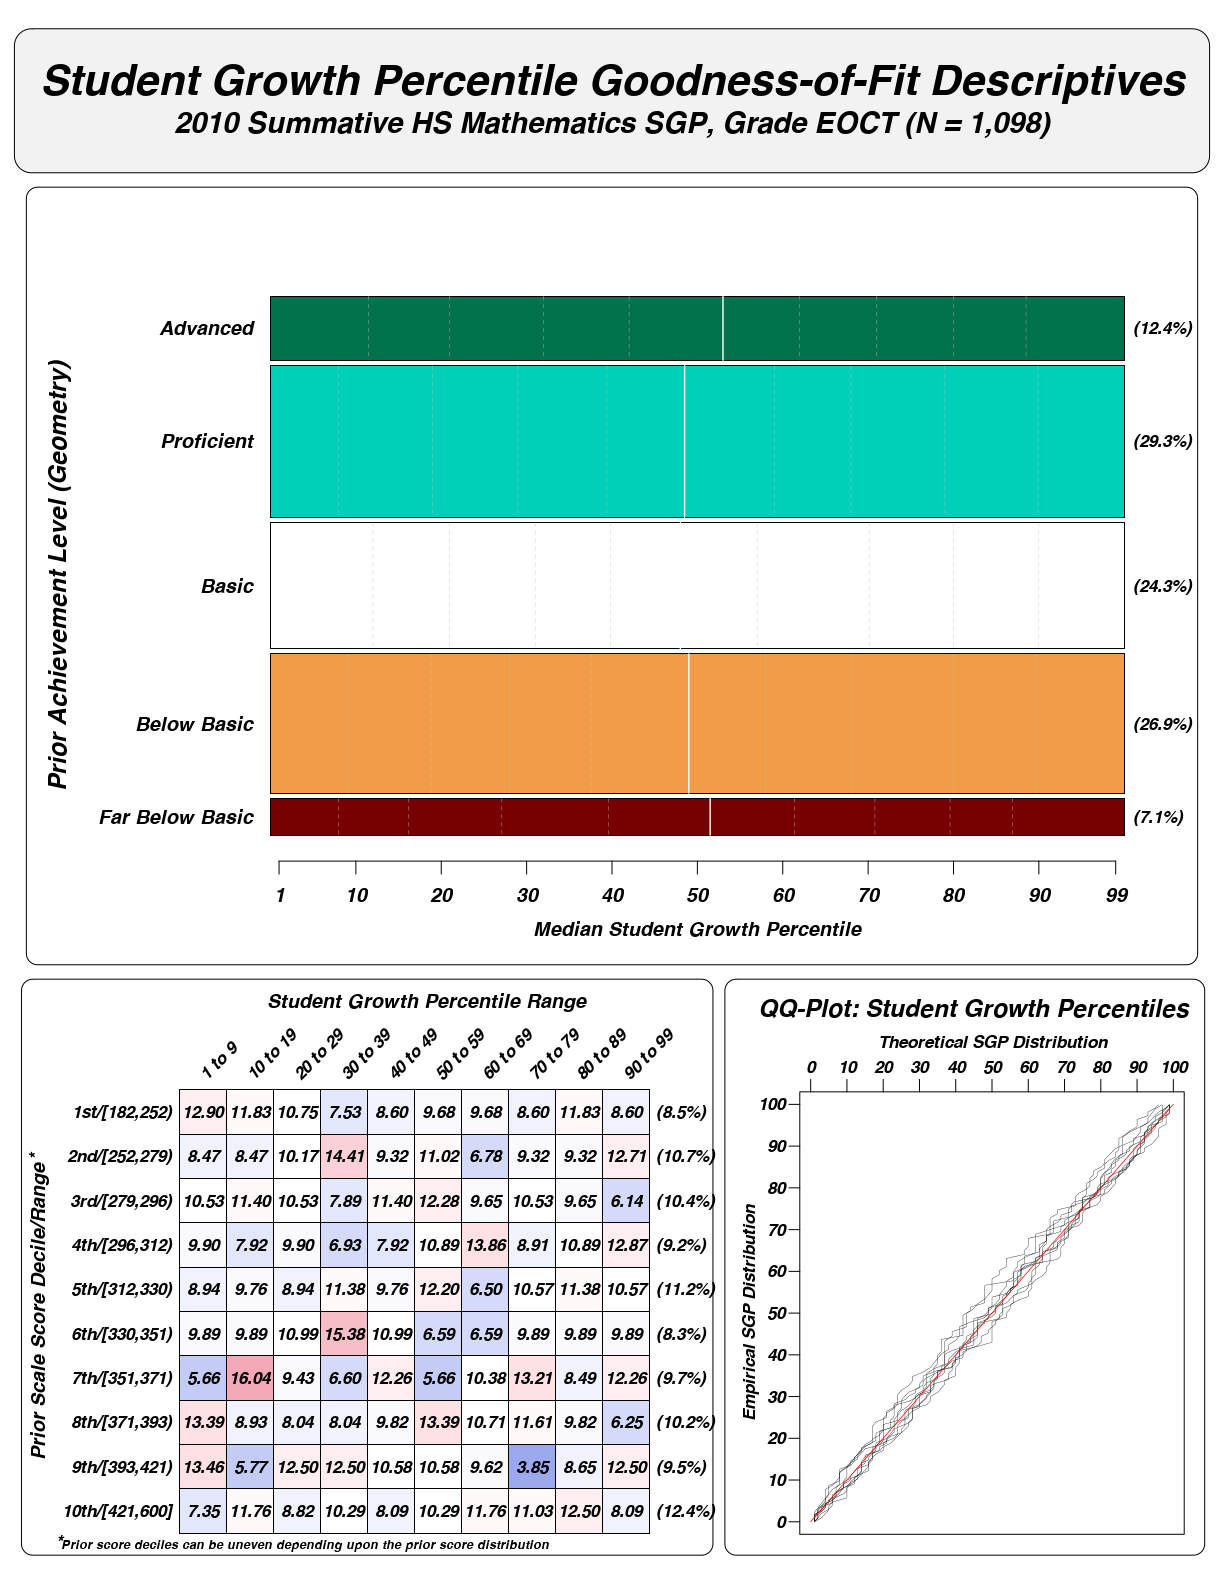 Student Growth Percentile Goodness-of-Fit Descriptives
2010 Summative HS Mathematics SGP, Grade EOCT (N = 1,098)
Prior Achievement Level (Geometry)
Advanced (12.4%)
Proficient (29.3%)
Basic (24.3%)
Below Basic (26.9%)
Far Below Basic (7.1%)
1 10 20 30 40 50 60 70 80 90 99
Median Student Growth Percentile
Student Growth Percentile Range
1 to 9 10 to 19 20 to 29 30 to 39 40 to 49 50 to 59 60 to 69 70 to 79 80 to 89 90 to 99
Prior Scale Score Decile/Range*
1st/[182,252) 12.90 11.83 10.75 7.53 8.60 9.68 9.68 8.60 11.83 8.60 (8.5%)
2nd/[252,279) 8.47 8.47 10.17 14.41 9.32 11.02 6.78 9.32 9.32 12.71 (10.7%)
3rd/[279,296) 10.53 11.40 10.53 7.89 11.40 12.28 9.65 10.53 9.65 6.14 (10.4%)
4th/[296,312) 9.90 7.92 9.90 6.93 7.92 10.89 13.86 8.91 10.89 12.87 (9.2%)
5th/[312,330) 8.94 9.76 8.94 11.38 9.76 12.20 6.50 10.57 11.38 10.57 (11.2%)
6th/[330,351) 9.89 9.89 10.99 15.38 10.99 6.59 6.59 9.89 9.89 9.89 (8.3%)
7th/[351,371) 5.66 16.04 9.43 6.60 12.26 5.66 10.38 13.21 8.49 12.26 (9.7%)
8th/[371,393) 13.39 8.93 8.04 8.04 9.82 13.39 10.71 11.61 9.82 6.25 (10.2%)
9th/[393,421) 13.46 5.77 12.50 12.50 10.58 10.58 9.62 3.85 8.65 12.50 (9.5%)
10th/[421,600] 7.35 11.76 8.82 10.29 8.09 10.29 11.76 11.03 12.50 8.09 (12.4%)
*Prior score deciles can be uneven depending upon the prior score distribution
QQ-Plot: Student Growth Percentiles
Theoretical SGP Distribution
0 10 20 30 40 50 60 70 80 90 100
Empirical SGP Distribution
100
90
80
70
60
50
40
30
20
10
0